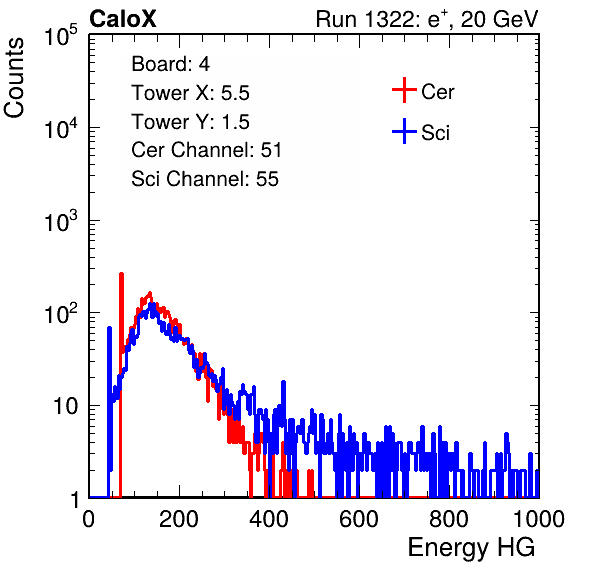 CaloX Run 1322: e⁺, 20 GeV
Counts
10⁵
10⁴
10³
10²
10
1
Board: 4
Tower X: 5.5
Tower Y: 1.5
Cer Channel: 51
Sci Channel: 55
Cer
Sci
0 200 400 600 800 1000
Energy HG